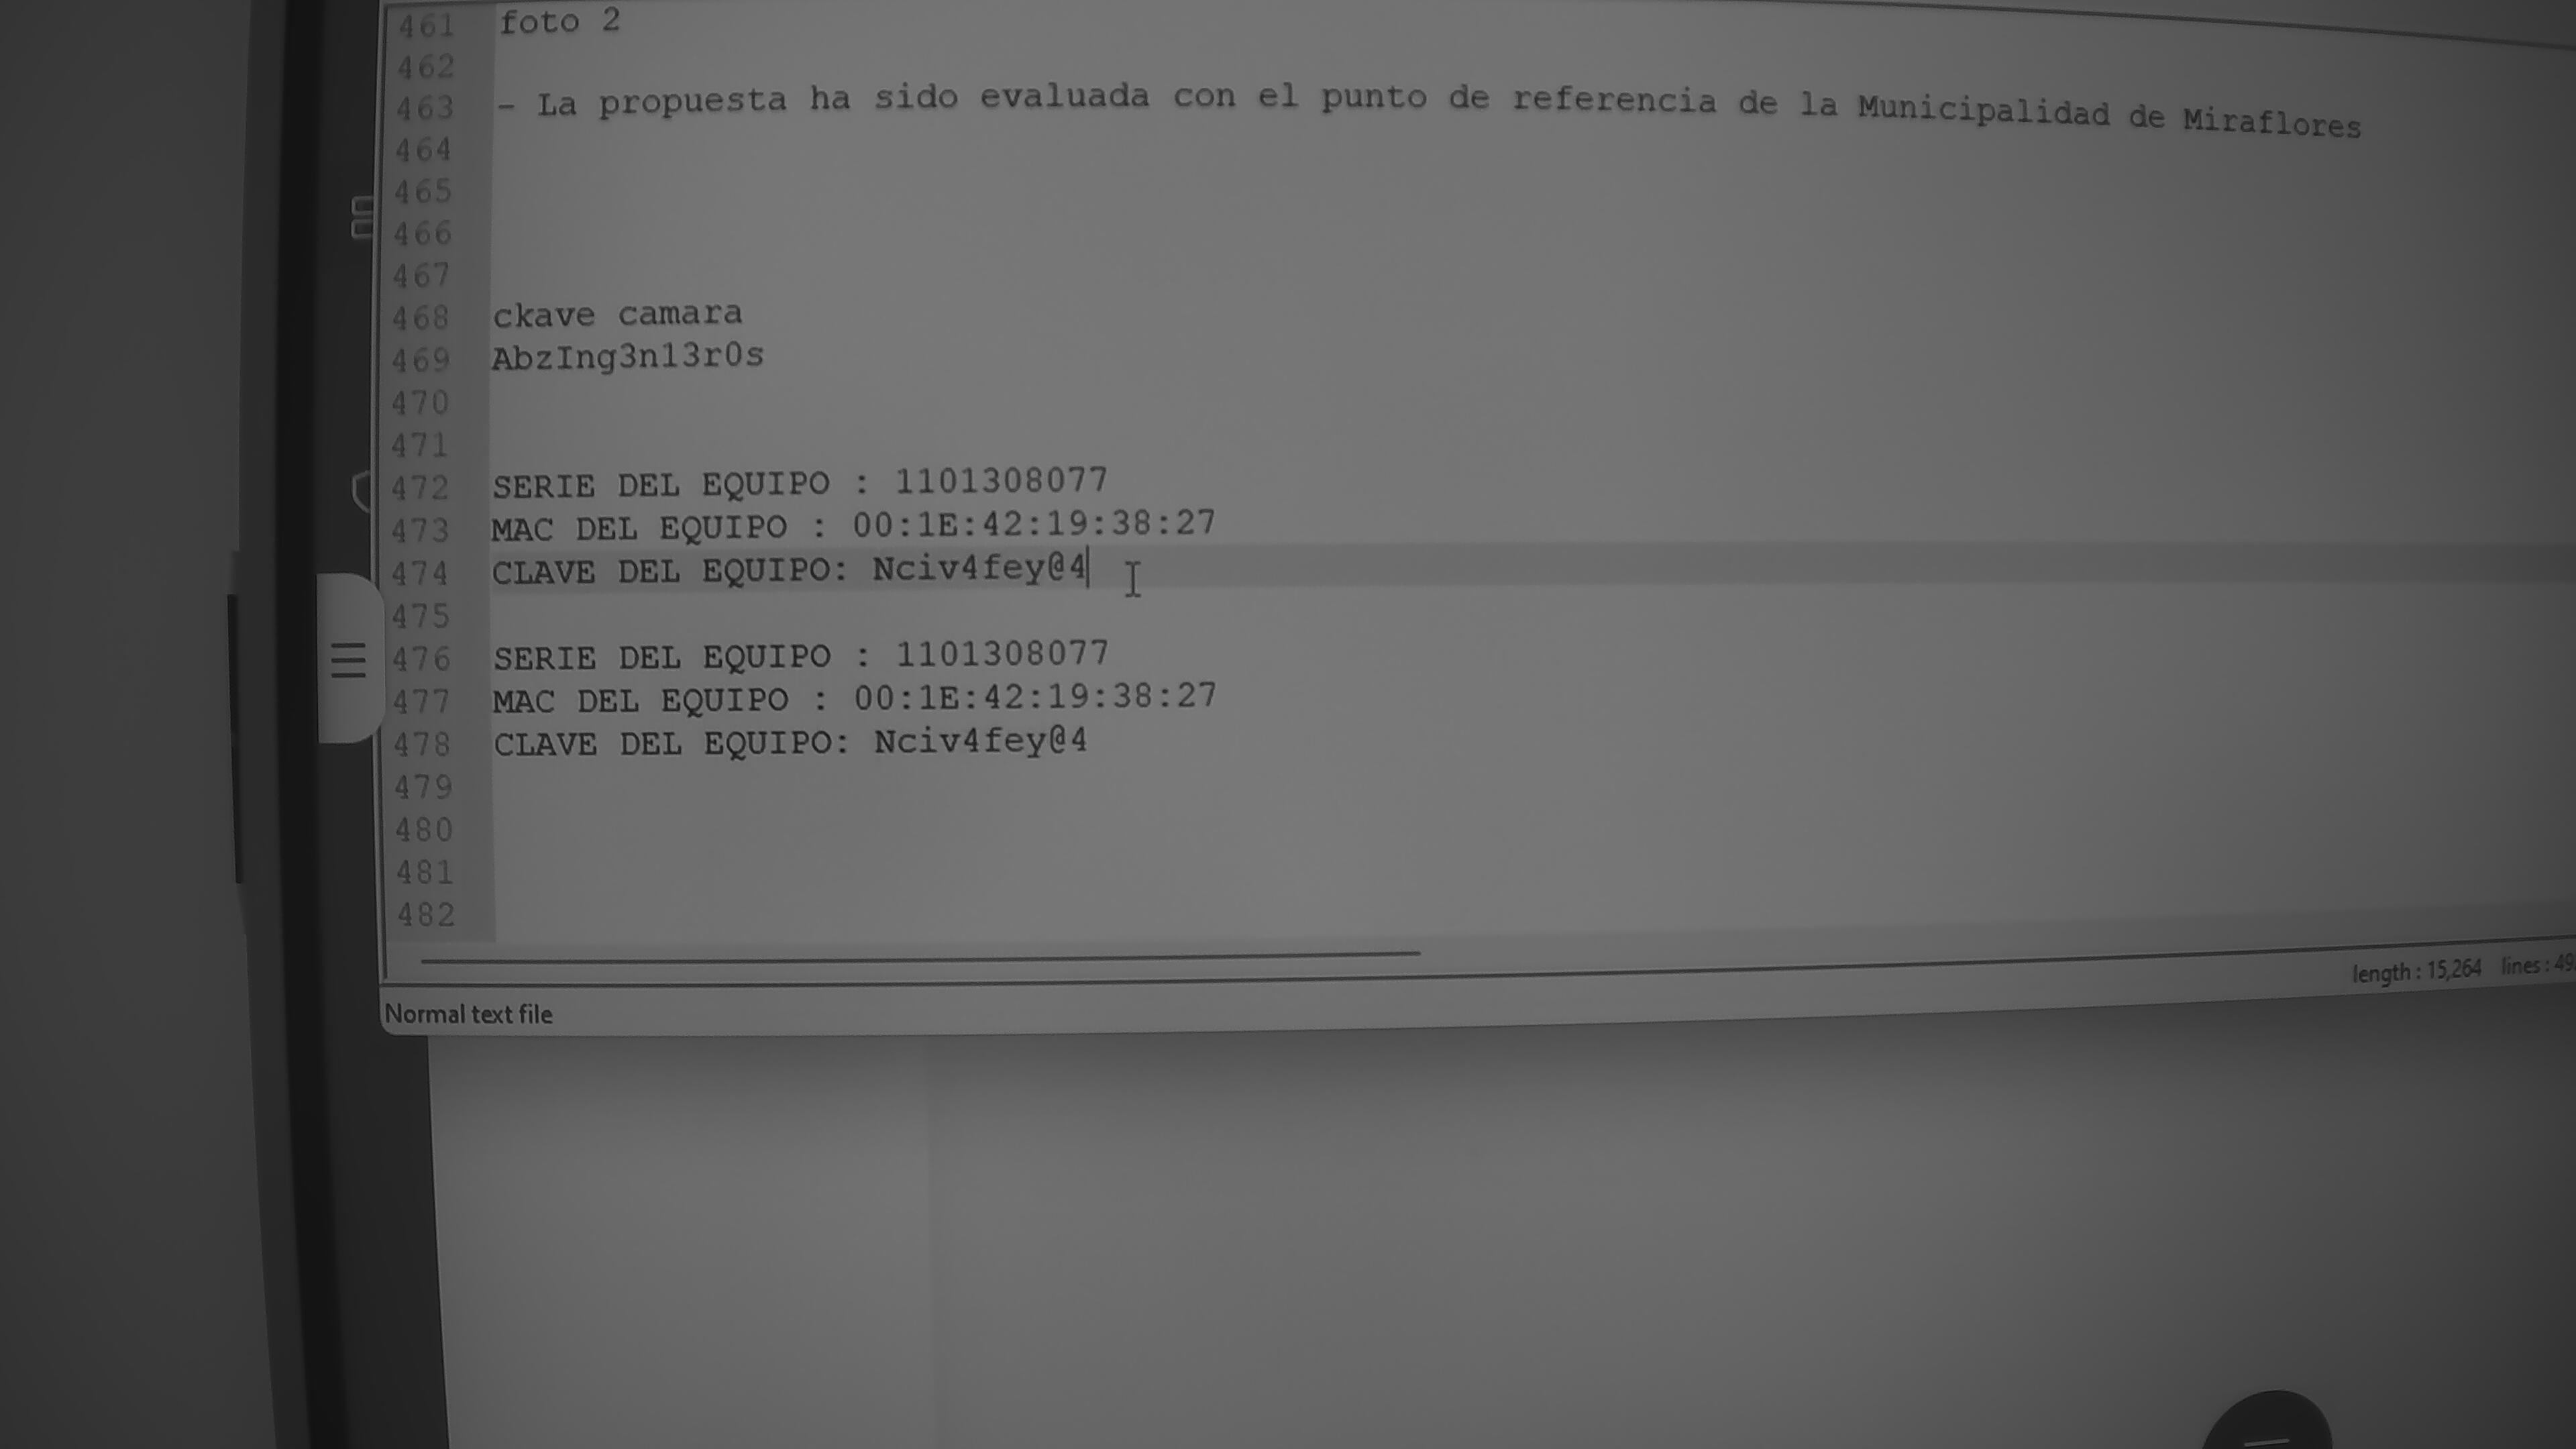 461 foto 2
462
463 - La propuesta ha sido evaluada con el punto de referencia de la Municipalidad de Miraflores
464
465
466
467
468 ckave camara
469 AbzIng3n13r0s
470
471
472 SERIE DEL EQUIPO : 1101308077
473 MAC DEL EQUIPO : 00:1E:42:19:38:27
474 CLAVE DEL EQUIPO: Nciv4fey@4
475
476 SERIE DEL EQUIPO : 1101308077
477 MAC DEL EQUIPO : 00:1E:42:19:38:27
478 CLAVE DEL EQUIPO: Nciv4fey@4
479
480
481
482
Normal text file length : 15,264 lines : 49